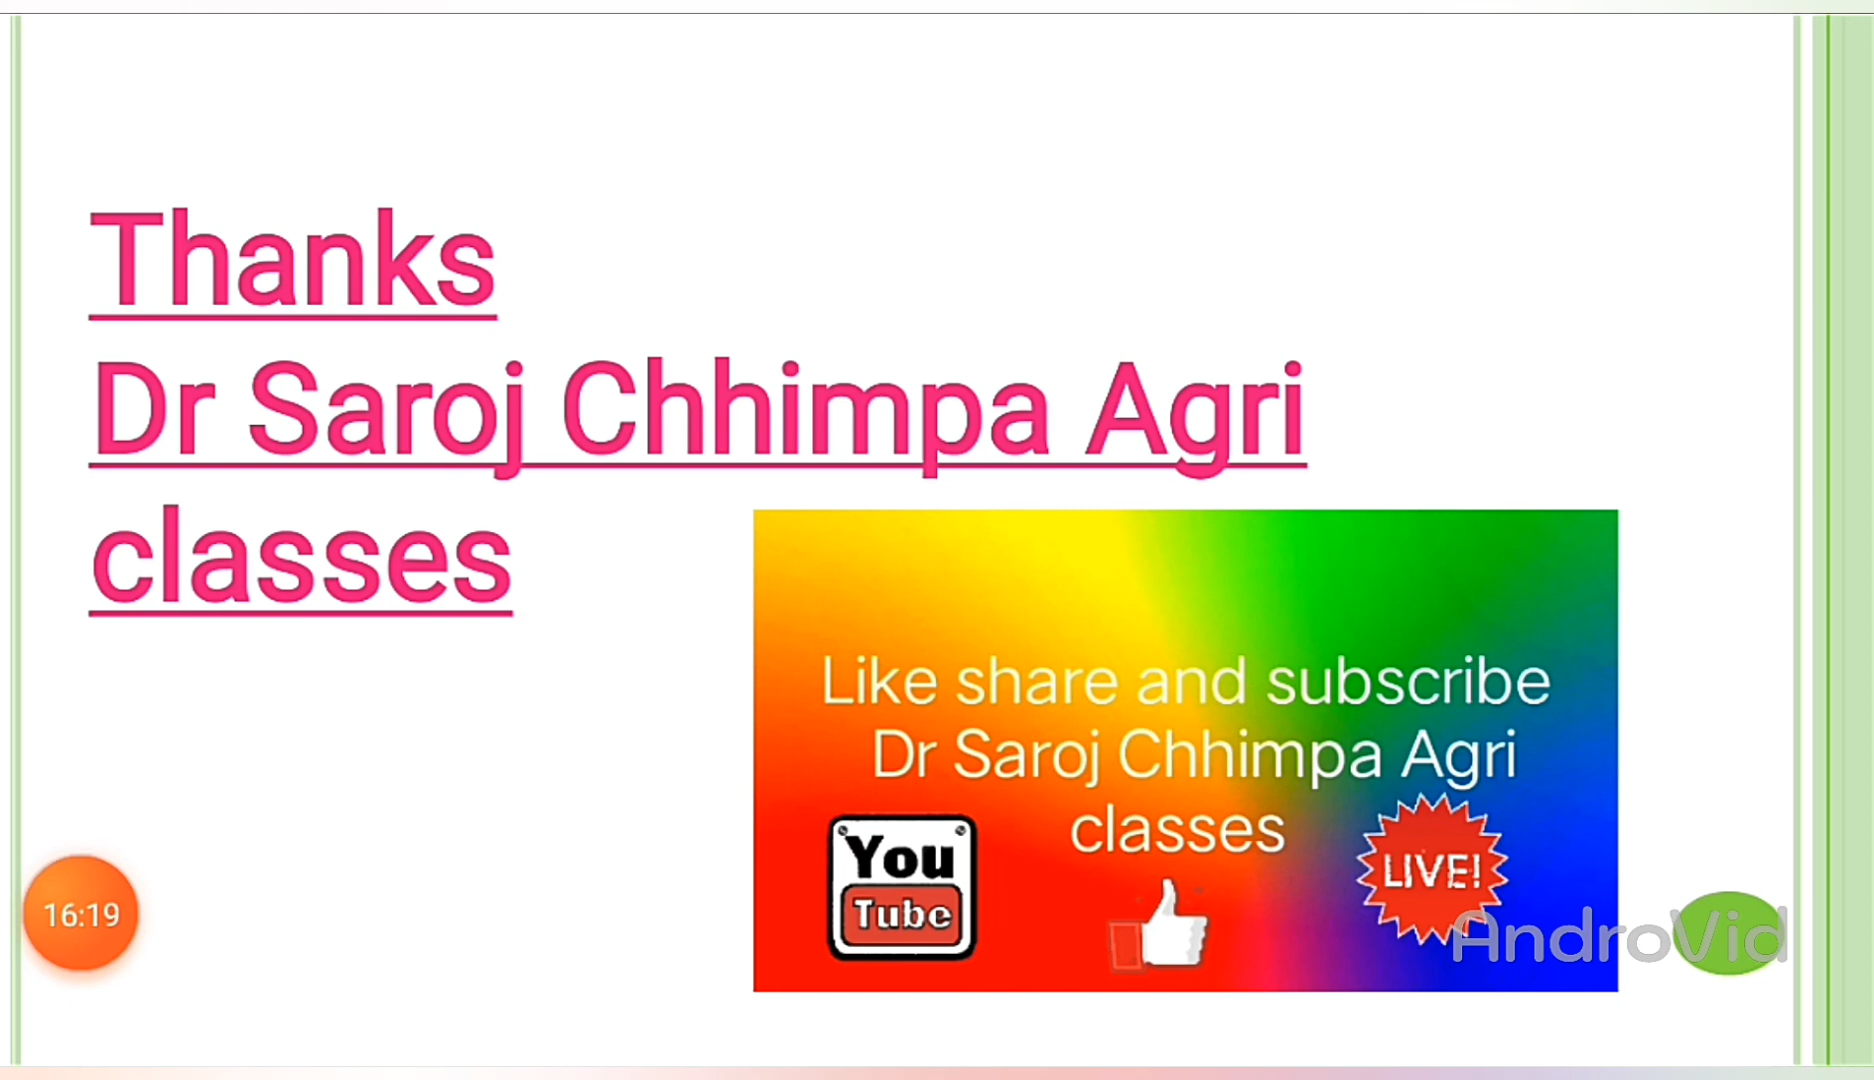 Thanks
Dr Saroj Chhimpa Agri
classes
Like share and subscribe
Dr Saroj Chhimpa Agri
classes
You
Tube
LIVE!
16:19
AndroVid